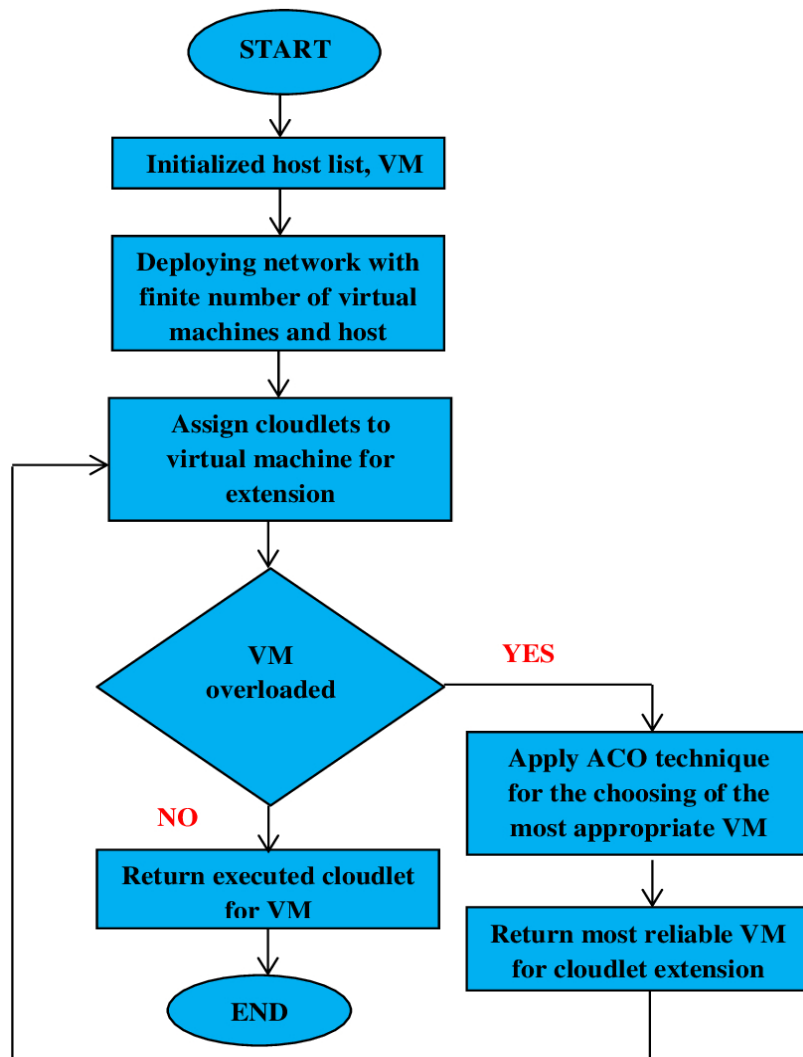 START
Initialized host list, VM
Deploying network with
finite number of virtual
machines and host
Assign cloudlets to
virtual machine for
extension
VM
overloaded
YES
Apply ACO technique
for the choosing of the
most appropriate VM
NO
Return executed cloudlet
for VM
Return most reliable VM
for cloudlet extension
END